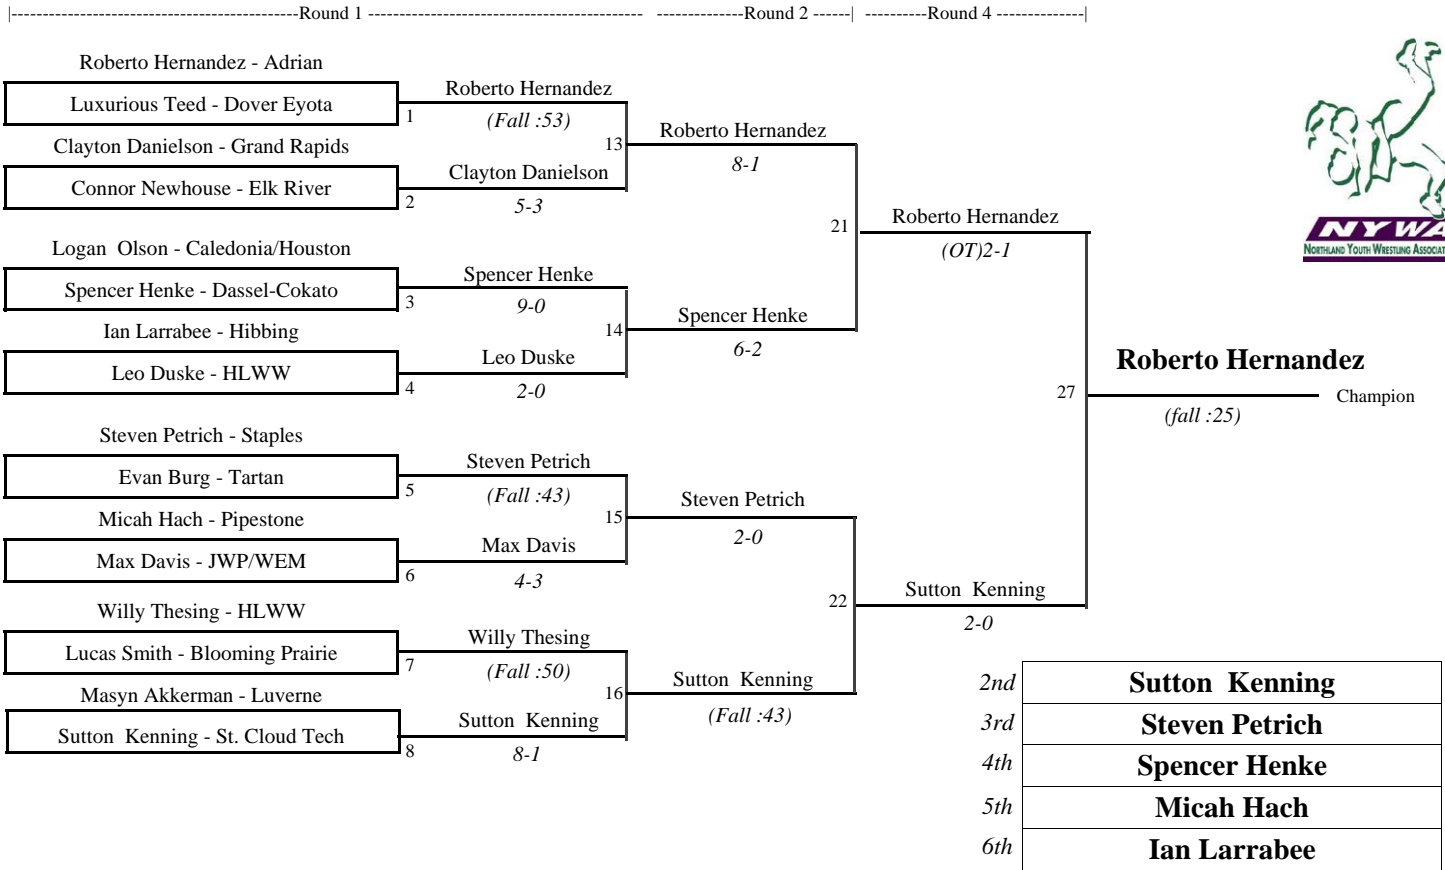 |----------------------------------------------Round 1 -------------------------------------------- --------------Round 2 ------| ----------Round 4 --------------|
Roberto Hernandez - Adrian
Luxurious Teed - Dover Eyota
1
Roberto Hernandez
(Fall :53)
Clayton Danielson - Grand Rapids
Connor Newhouse - Elk River
2
Clayton Danielson
5-3
13
Roberto Hernandez
8-1
Logan Olson - Caledonia/Houston
Spencer Henke - Dassel-Cokato
3
Spencer Henke
9-0
Ian Larrabee - Hibbing
Leo Duske - HLWW
4
Leo Duske
2-0
14
Spencer Henke
6-2
21
Roberto Hernandez
(OT)2-1
Steven Petrich - Staples
Evan Burg - Tartan
5
Steven Petrich
(Fall :43)
Micah Hach - Pipestone
Max Davis - JWP/WEM
6
Max Davis
4-3
15
Steven Petrich
2-0
Willy Thesing - HLWW
Lucas Smith - Blooming Prairie
7
Willy Thesing
(Fall :50)
Masyn Akkerman - Luverne
Sutton Kenning - St. Cloud Tech
8
Sutton Kenning
8-1
16
Sutton Kenning
(Fall :43)
22
Sutton Kenning
2-0
27
Roberto Hernandez
Champion
(fall :25)
NYWA
NORTHLAND YOUTH WRESTLING ASSOCIAT
2nd Sutton Kenning
3rd Steven Petrich
4th Spencer Henke
5th Micah Hach
6th Ian Larrabee